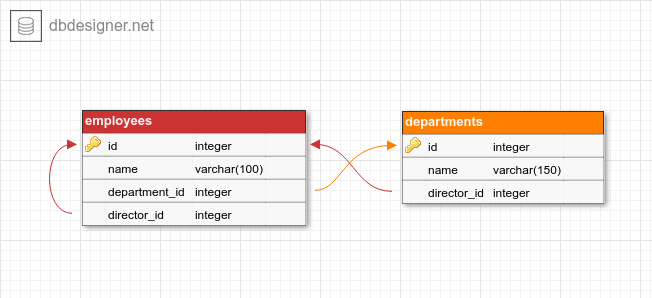 dbdesigner.net
employees
id integer
name varchar(100)
department_id integer
director_id integer
departments
id integer
name varchar(150)
director_id integer